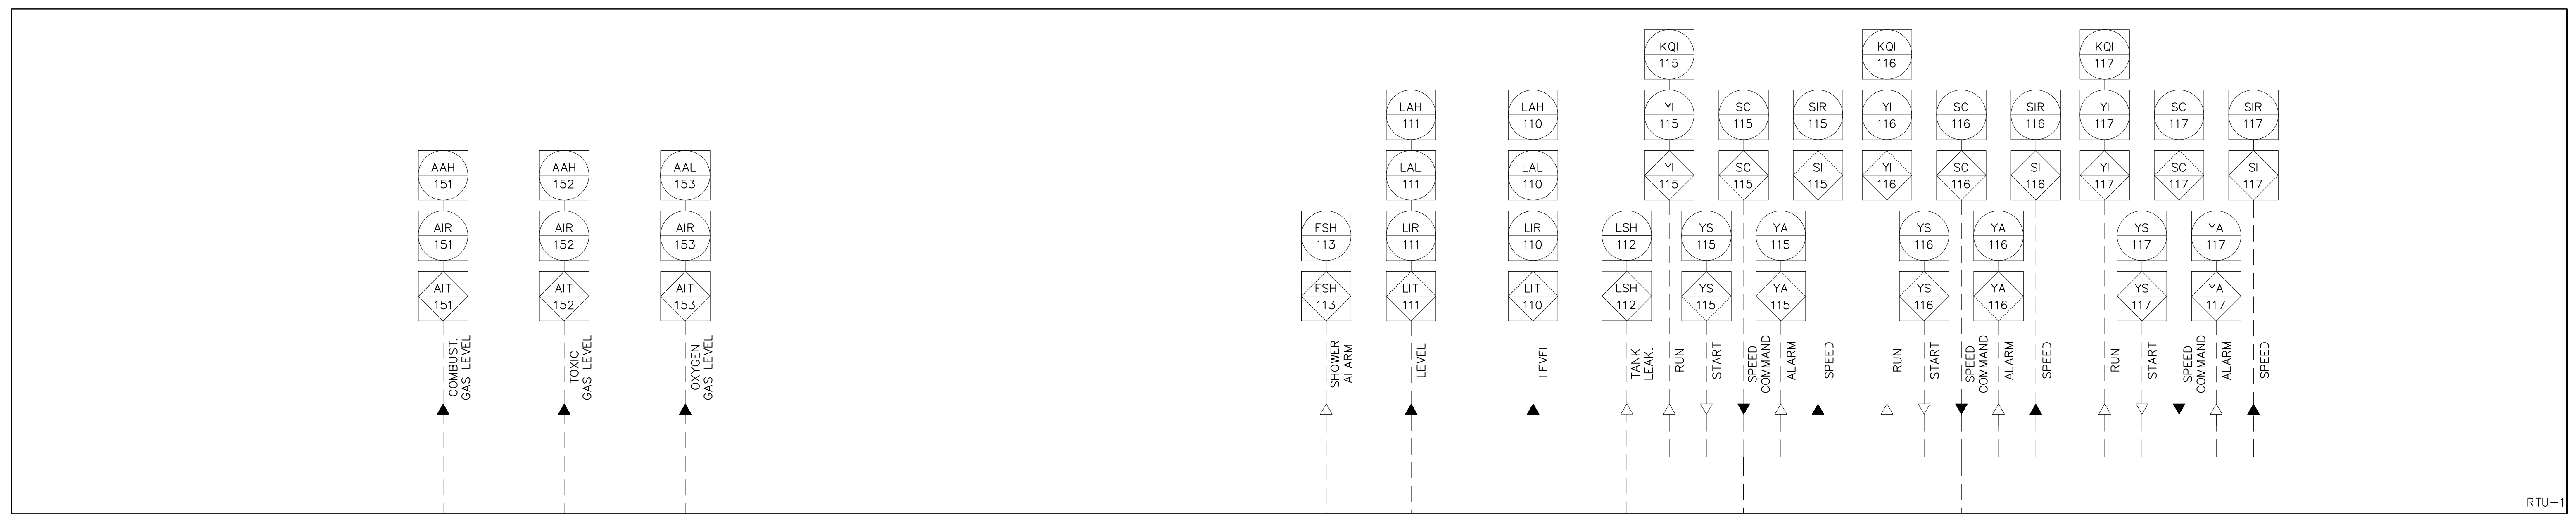 KQI
115
KQI
116
KQI
117
LAH
111
LAH
110
YI
115
SC
115
SIR
115
YI
116
SC
116
SIR
116
YI
117
SC
117
SIR
117
AAH
151
AAH
152
AAL
153
LAL
111
LAL
110
YI
115
SC
115
SI
115
YI
116
SC
116
SI
116
YI
117
SC
117
SI
117
AIR
151
AIR
152
AIR
153
FSH
113
LIR
111
LIR
110
LSH
112
YS
115
YA
115
YS
116
YA
116
YS
117
YA
117
AIT
151
AIT
152
AIT
153
FSH
113
LIT
111
LIT
110
LSH
112
YS
115
YA
115
YS
116
YA
116
YS
117
YA
117
COMBUST.
GAS LEVEL
TOXIC
GAS LEVEL
OXYGEN
GAS LEVEL
SHOWER
ALARM
LEVEL
LEVEL
TANK
LEAK.
RUN
START
SPEED
COMMAND
ALARM
SPEED
RUN
START
SPEED
COMMAND
ALARM
SPEED
RUN
START
SPEED
COMMAND
ALARM
SPEED
RTU-1